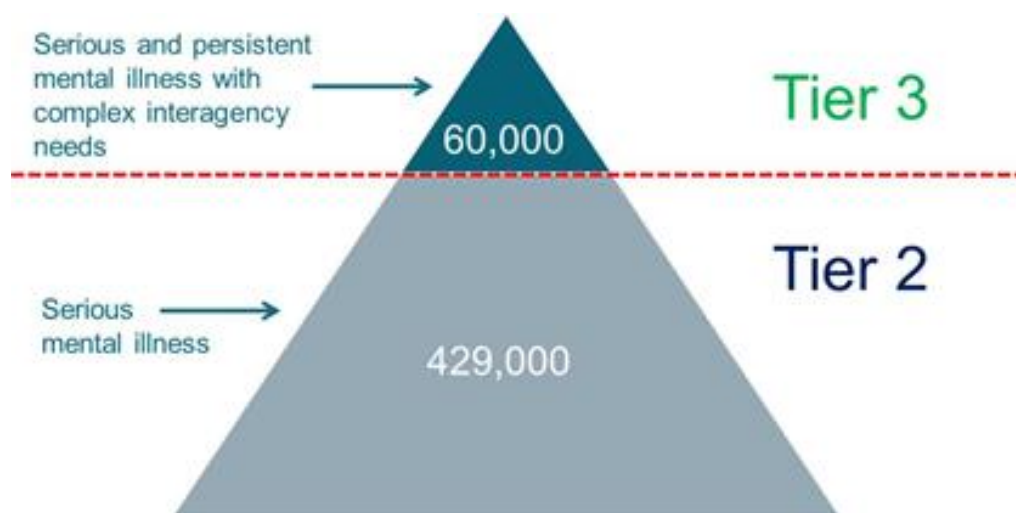 Serious and persistent
mental illness with
complex interagency
needs
60,000
Tier 3
Tier 2
Serious
mental illness
429,000